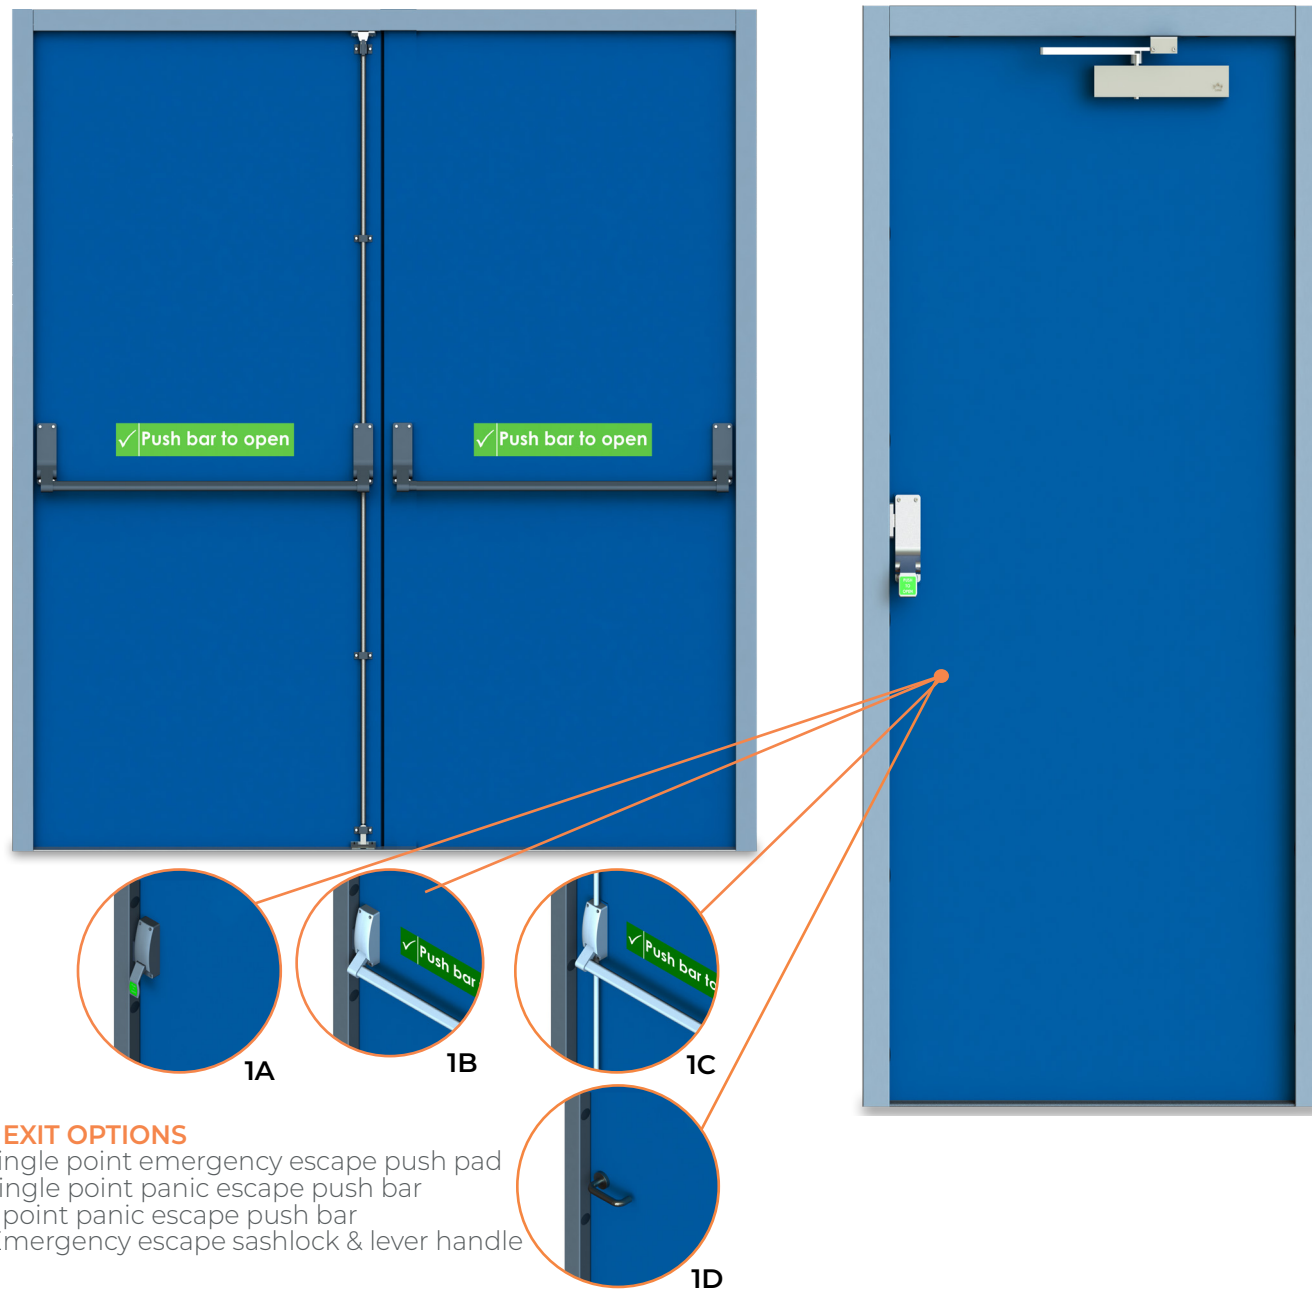 ✓ Push bar to open
✓ Push bar to open
✓ Push bar
✓ Push bar to
1A
1B
1C
EXIT OPTIONS
ingle point emergency escape push pad
ingle point panic escape push bar
point panic escape push bar
Emergency escape sashlock & lever handle
1D